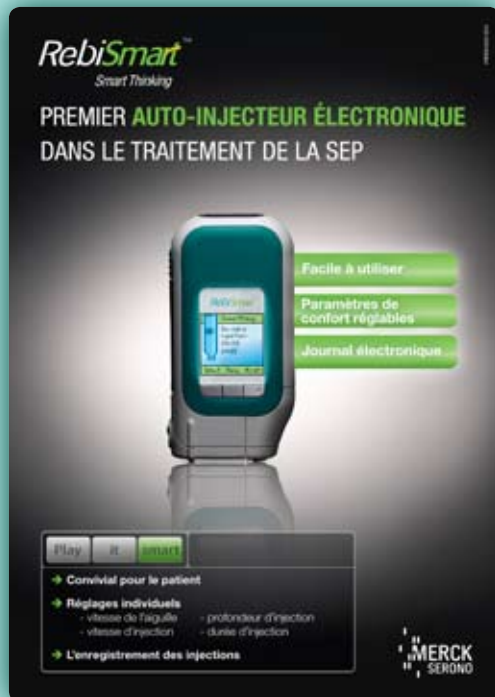 RebiSmart™
Smart Thinking
PREMIER AUTO-INJECTEUR ÉLECTRONIQUE
DANS LE TRAITEMENT DE LA SEP
Facile à utiliser
Paramètres de
confort réglables
Journal électronique
RebiSmart
Play it smart
➔ Convivial pour le patient
➔ Réglages individuels
- vitesse de l'aiguille - profondeur d'injection
- vitesse d'injection - durée d'injection
➔ L'enregistrement des injections
MERCK
SERONO